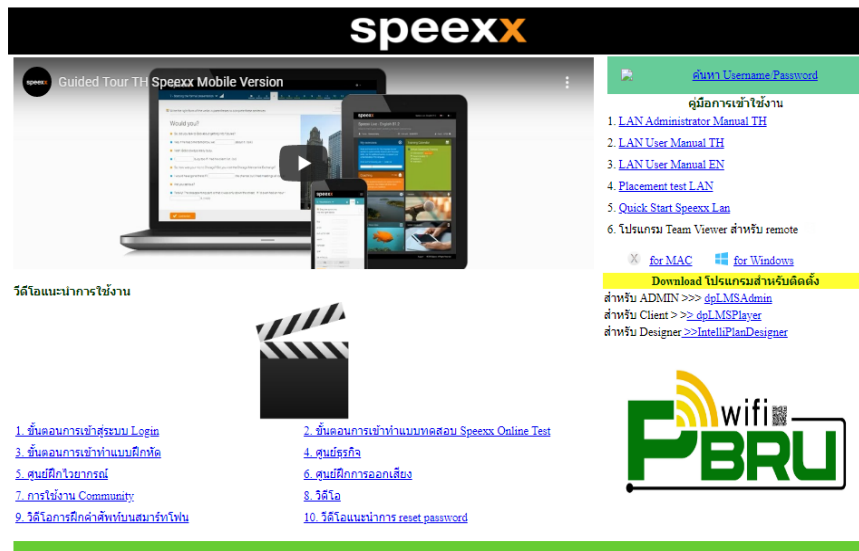 speexx
speexx
Guided Tour TH Speexx Mobile Version
Would you?
speexx
speexx
ค้นหา Username/Password
คู่มือการเข้าใช้งาน
1. LAN Administrator Manual TH
2. LAN User Manual TH
3. LAN User Manual EN
4. Placement test LAN
5. Quick Start Speexx Lan
6. โปรแกรม Team Viewer สำหรับ remote
for MAC
for Windows
Download โปรแกรมสำหรับติดตั้ง
สำหรับ ADMIN >>> dpLMSAdmin
สำหรับ Client > >> dpLMSPlayer
สำหรับ Designer >>IntelliPlanDesigner
วีดีโอแนะนำการใช้งาน
1. ขั้นตอนการเข้าสู่ระบบ Login
2. ขั้นตอนการเข้าทำแบบทดสอบ Speexx Online Test
3. ขั้นตอนการเข้าทำแบบฝึกหัด
4. ศูนย์ธุรกิจ
5. ศูนย์ฝึกไวยากรณ์
6. ศูนย์ฝึกการออกเสียง
7. การใช้งาน Community
8. วิดีโอ
9. วิดีโอการฝึกคำศัพท์บนสมาร์ทโฟน
10. วีดีโอแนะนำการ reset password
wifi
PBRU